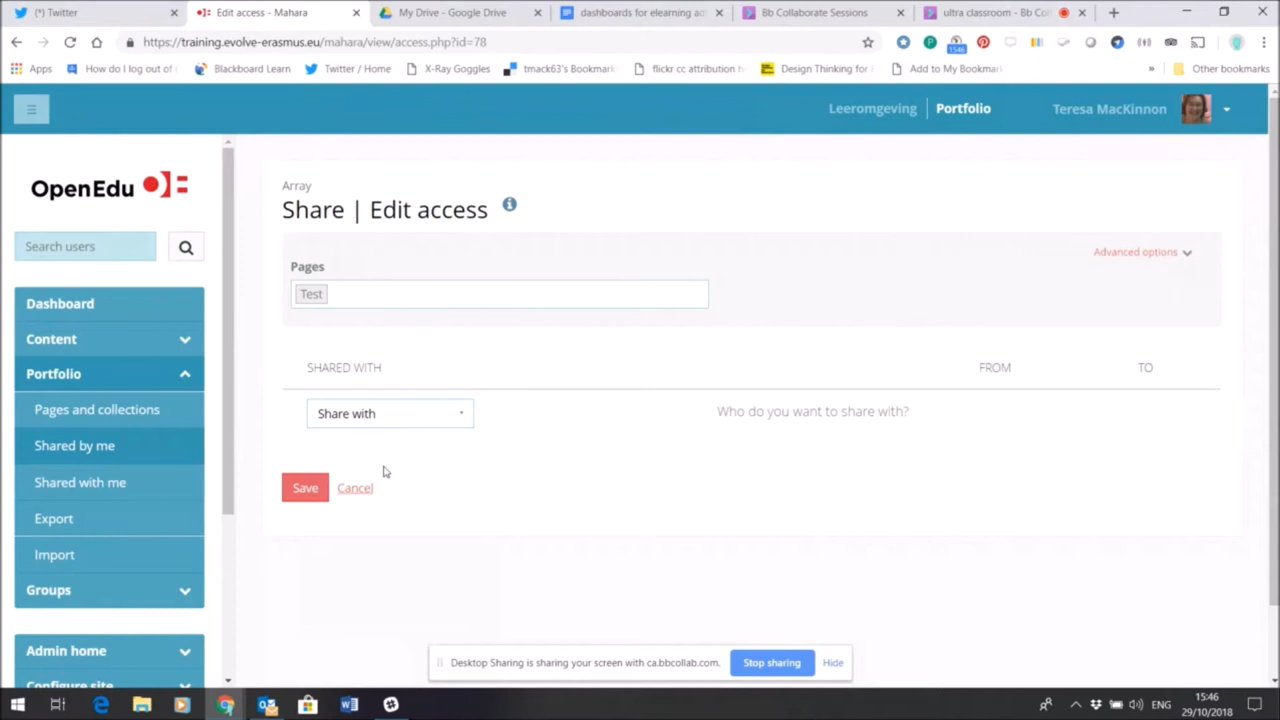 (*) Twitter
Edit access - Mahara
My Drive - Google Drive
dashboards for elearning ad
Bb Collaborate Sessions
ultra classroom - Bb Col
https://training.evolve-erasmus.eu/mahara/view/access.php?id=78
1546
Apps
How do I log out of
Blackboard Learn
Twitter / Home
X-Ray Goggles
tmack63's Bookmark
flickr cc attribution h
Design Thinking for
Add to My Bookmar
»
Other bookmarks
Leeromgeving
Portfolio
Teresa MacKinnon
OpenEdu
Search users
Dashboard
Content
Portfolio
Pages and collections
Shared by me
Shared with me
Export
Import
Groups
Admin home
Configure site
Array
Share | Edit access
Advanced options
Pages
Test
SHARED WITH
FROM
TO
Share with
Who do you want to share with?
Save
Cancel
Desktop Sharing is sharing your screen with ca.bbcollab.com.
Stop sharing
Hide
ENG
15:46
29/10/2018